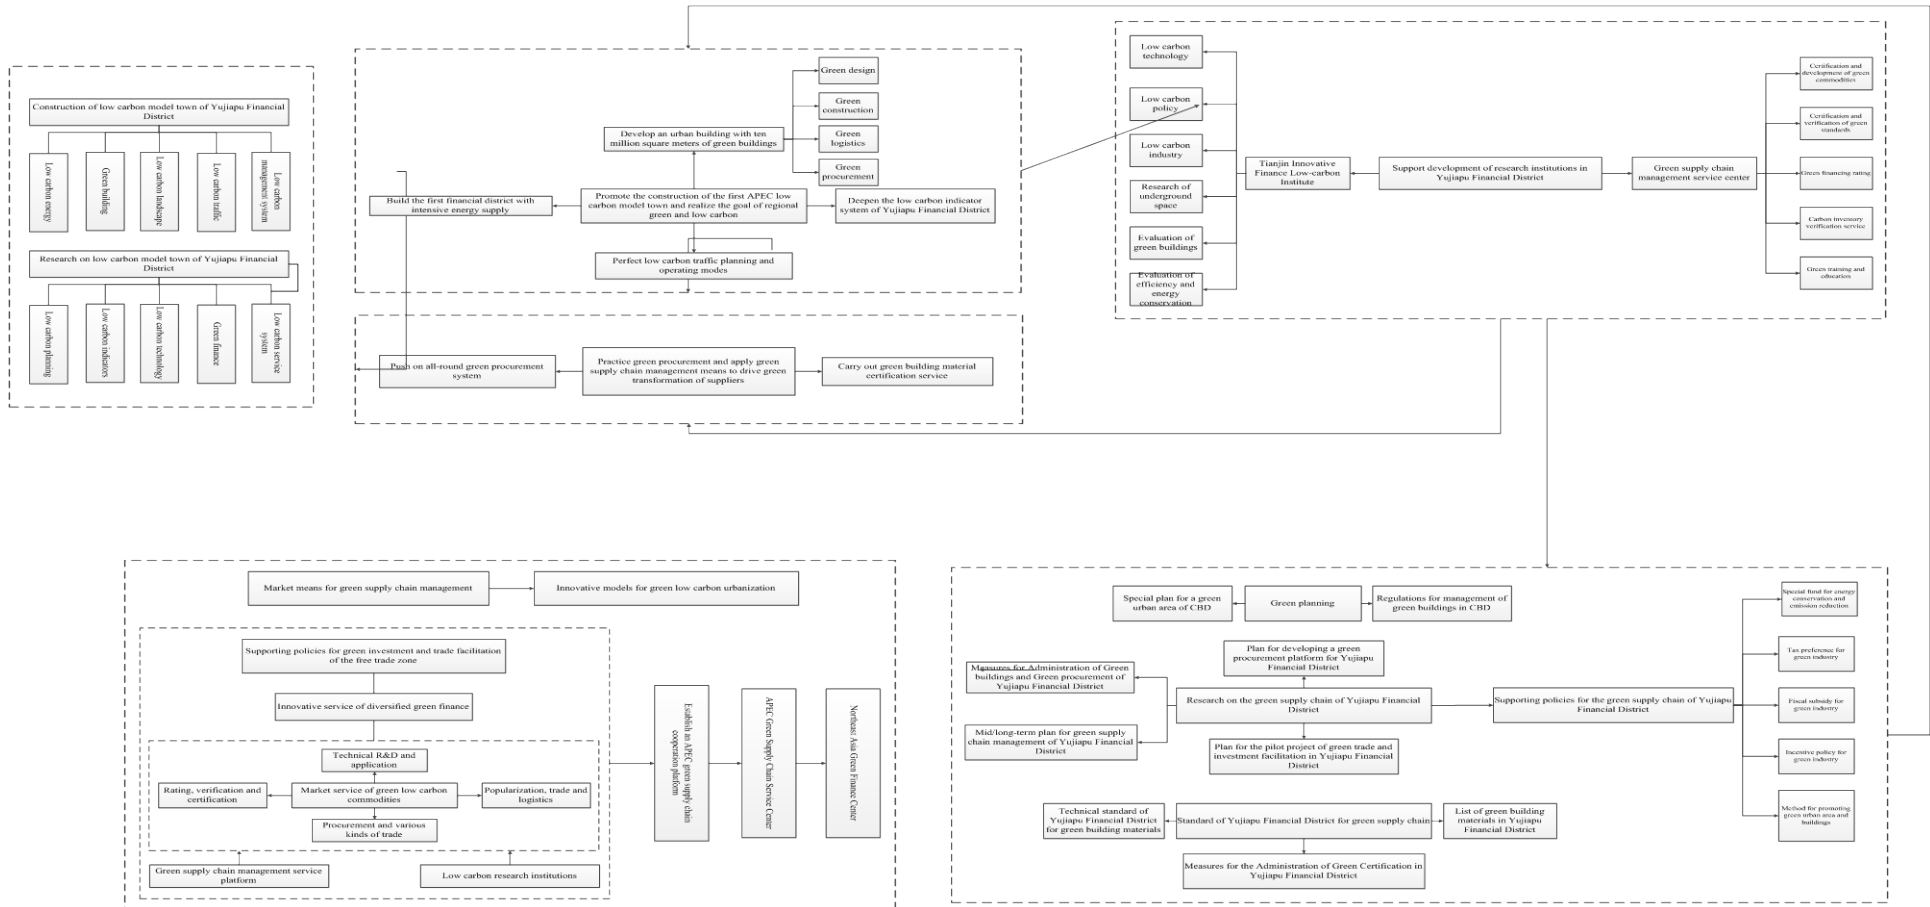 Construction of low carbon model town of Yujiapu Financial
District
Low carbon energy
Green building
Low carbon landscape
Low carbon traffic
Low carbon
management system
Research on low carbon model town of Yujiapu Financial
District
Low carbon planning
Low carbon indicators
Low carbon technology
Green finance
Low carbon service
system
Green design
Green
construction
Green
logistics
Green
procurement
Develop an urban building with ten
million square meters of green buildings
Build the first financial district with
intensive energy supply
Promote the construction of the first APEC low
carbon model town and realize the goal of regional
green and low carbon
Deepen the low carbon indicator
system of Yujiapu Financial District
Perfect low carbon traffic planning and
operating modes
Push on all-round green procurement
system
Practice green procurement and apply green
supply chain management means to drive green
transformation of suppliers
Carry out green building material
certification service
Low carbon
technology
Low carbon
policy
Low carbon
industry
Research of
underground
space
Evaluation of
green buildings
Evaluation of
efficiency and
energy
conservation
Tianjin Innovative
Finance Low-carbon
Institute
Support development of research institutions in
Yujiapu Financial District
Green supply chain
management service center
Certification and
development of green
commodities
Certification and
verification of green
standards
Green financing rating
Carbon inventory
verification service
Green training and
education
Market means for green supply chain management
Innovative models for green low carbon urbanization
Supporting policies for green investment and trade facilitation
of the free trade zone
Innovative service of diversified green finance
Technical R&D and
application
Rating, verification and
certification
Market service of green low carbon
commodities
Popularization, trade and
logistics
Procurement and various
kinds of trade
Green supply chain management service
platform
Low carbon research institutions
Establish an APEC green supply chain
cooperation platform
APEC Green Supply Chain Service Center
Northeast Asia Green Finance Center
Special plan for a green
urban area of CBD
Green planning
Regulations for management of
green buildings in CBD
Plan for developing a green
procurement platform for Yujiapu
Financial District
Measures for Administration of Green
buildings and Green procurement of
Yujiapu Financial District
Research on the green supply chain of Yujiapu Financial
District
Supporting policies for the green supply chain of Yujiapu
Financial District
Mid/long-term plan for green supply
chain management of Yujiapu Financial
District
Plan for the pilot project of green trade and
investment facilitation in Yujiapu Financial
District
Technical standard of
Yujiapu Financial District
for green building materials
Standard of Yujiapu Financial District for green supply chain
List of green building
materials in Yujiapu
Financial District
Measures for the Administration of Green Certification in
Yujiapu Financial District
Special fund for energy
conservation and
emission reduction
Tax preference for
green industry
Fiscal subsidy for
green industry
Incentive policy for
green industry
Method for promoting
green urban area and
buildings